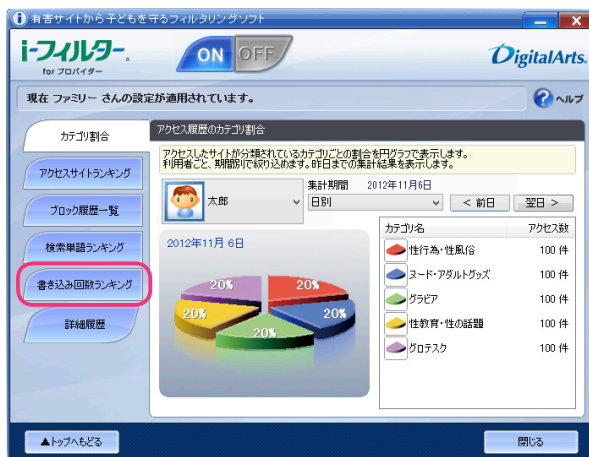 有害サイトから子どもを守るフィルタリングソフト
i-フィルター.
for プロバイダー
ON OFF
DigitalArts.
現在 ファミリー さんの設定が適用されています。
ヘルプ
カテゴリ割合
アクセスサイトランキング
ブロック履歴一覧
検索単語ランキング
書き込み回数ランキング
詳細履歴
アクセス履歴のカテゴリ割合
アクセスしたサイトが分類されているカテゴリごとの割合を円グラフで表示します。
利用者ごと、期間別で絞り込めます。昨日までの集計結果を表示します。
太郎
集計期間 2012年11月6日
日別
< 前日
翌日 >
2012年11月 6日
20%
20%
20%
20%
20%
カテゴリ名 アクセス数
性行為・性風俗 100 件
ヌード・アダルトグッズ 100 件
グラビア 100 件
性教育・性の話題 100 件
グロテスク 100 件
▲トップへもどる
閉じる